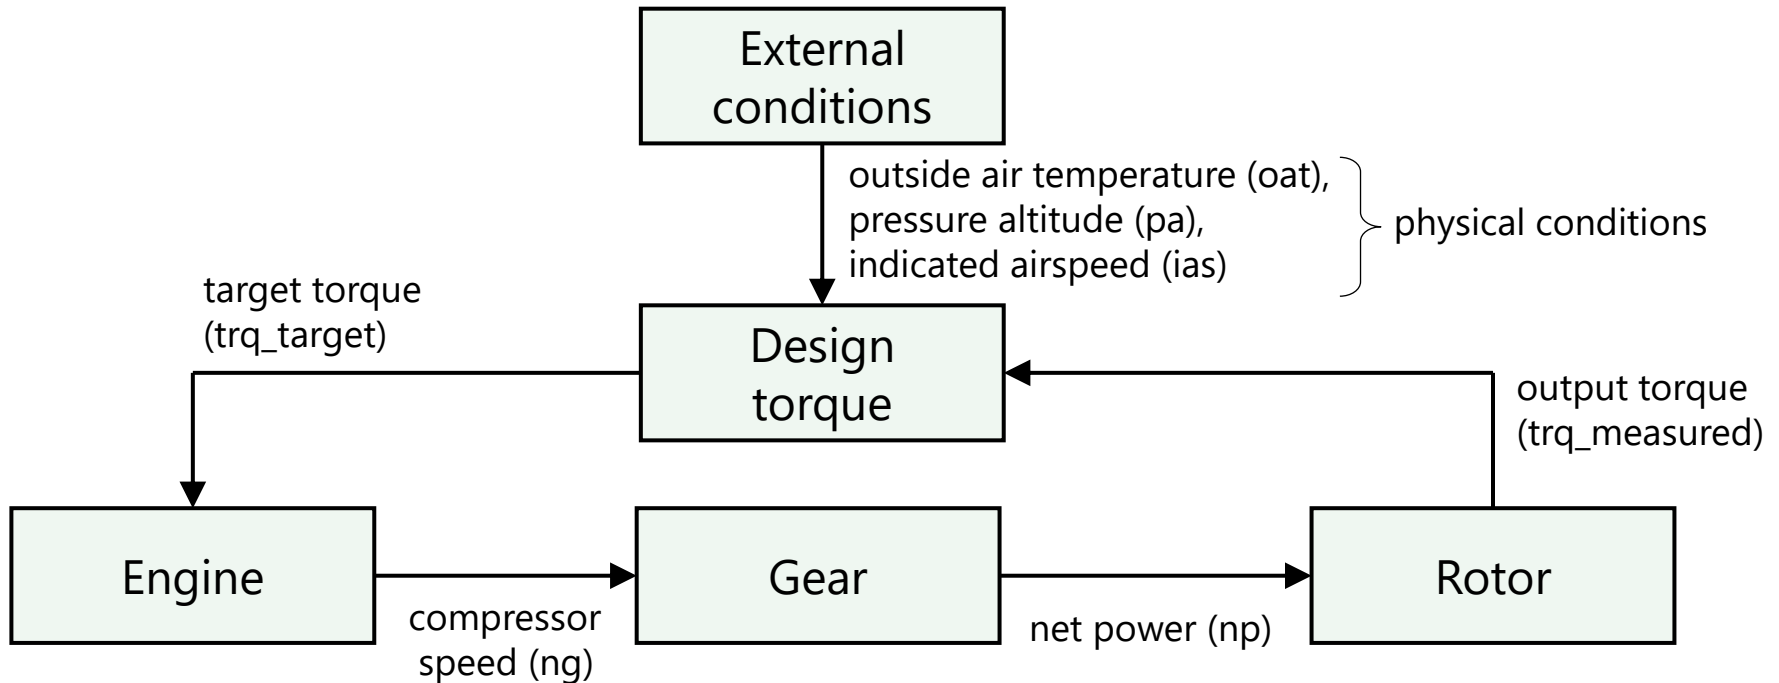 External
conditions
outside air temperature (oat),
pressure altitude (pa),
indicated airspeed (ias)
physical conditions
target torque
(trq_target)
Design
torque
output torque
(trq_measured)
Engine
Gear
Rotor
compressor
speed (ng)
net power (np)